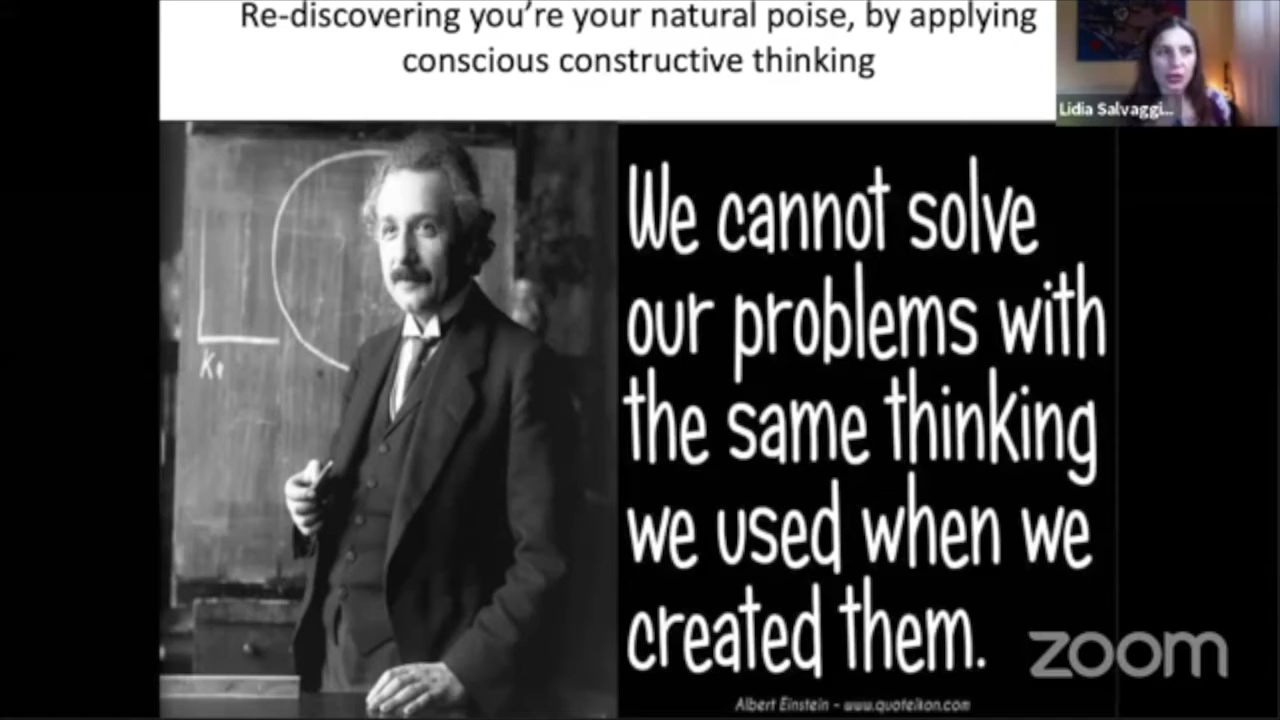 Re-discovering you're your natural poise, by applying
conscious constructive thinking
Lidia Salvaggi...
K₁
We cannot solve
our problems with
the same thinking
we used when we
created them.
zoom
Albert Einstein - www.quoteikon.com